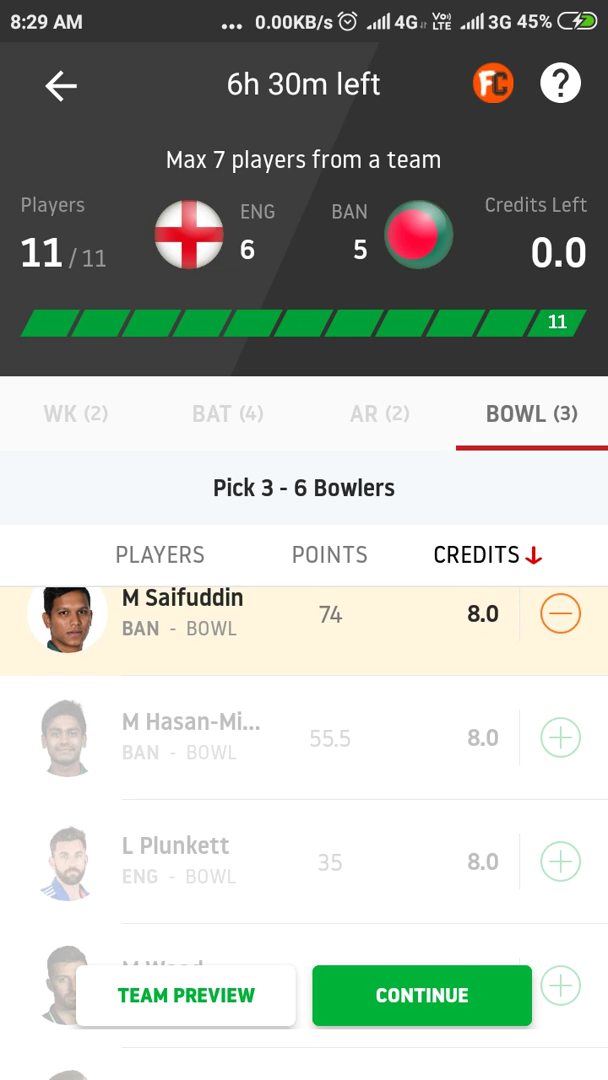 8:29 AM ... 0.00KB/s 4G Vo) LTE 3G 45%
6h 30m left FC ?
Max 7 players from a team
Players ENG BAN Credits Left
11 / 11 6 5 0.0
11
WK (2) BAT (4) AR (2) BOWL (3)
Pick 3 - 6 Bowlers
PLAYERS POINTS CREDITS
M Saifuddin
BAN - BOWL 74 8.0
M Hasan-Mi...
BAN - BOWL 55.5 8.0
L Plunkett
ENG - BOWL 35 8.0
TEAM PREVIEW CONTINUE